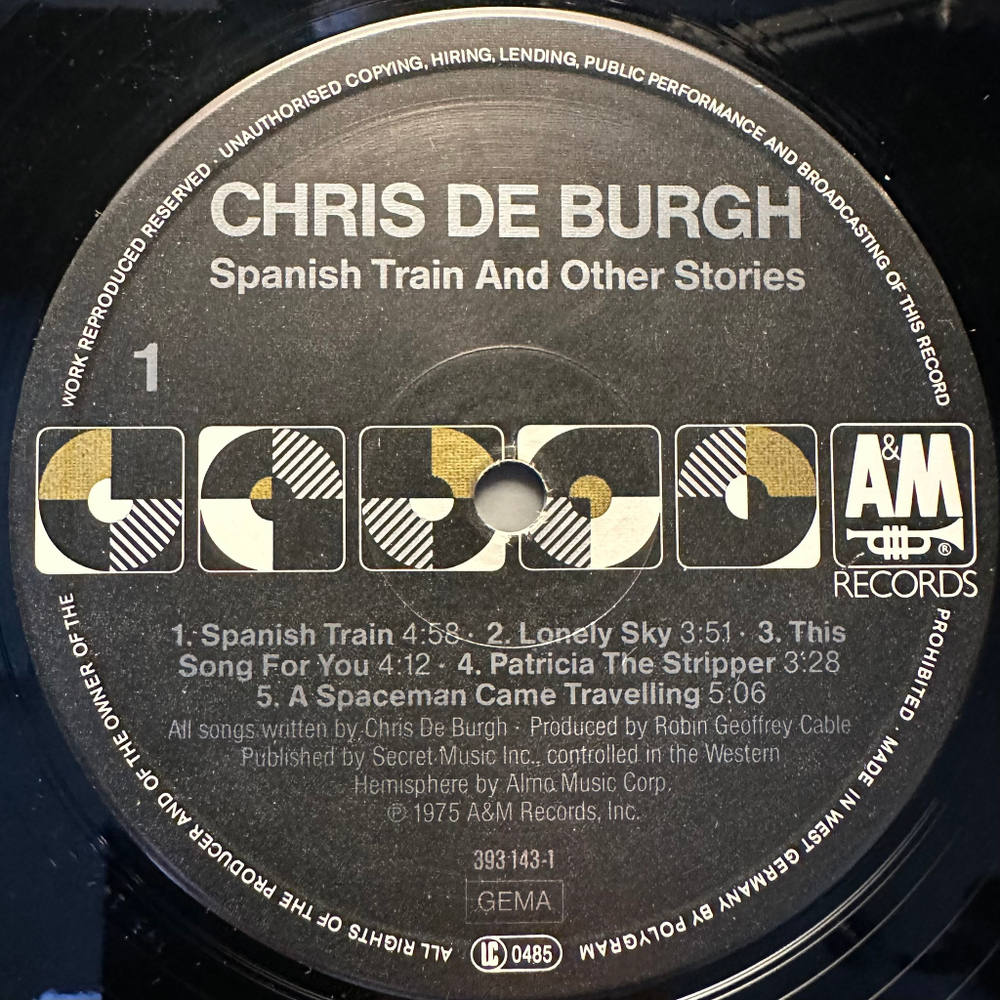 WORK REPRODUCED RESERVED · UNAUTHORISED COPYING, HIRING, LENDING, PUBLIC PERFORMANCE AND BROADCASTING OF THIS RECORD
CHRIS DE BURGH
Spanish Train And Other Stories
1
A&M
®
RECORDS
1. Spanish Train 4:58 · 2. Lonely Sky 3:51 · 3. This
Song For You 4:12 · 4. Patricia The Stripper 3:28
5. A Spaceman Came Travelling 5:06
All songs written by Chris De Burgh · Produced by Robin Geoffrey Cable
Published by Secret Music Inc., controlled in the Western
Hemisphere by Almo Music Corp.
℗ 1975 A&M Records, Inc.
393 143-1
GEMA
LC 0485
PROHIBITED · MADE IN WEST GERMANY BY POLYGRAM
ALL RIGHTS OF THE PRODUCER AND OF THE OWNER OF THE